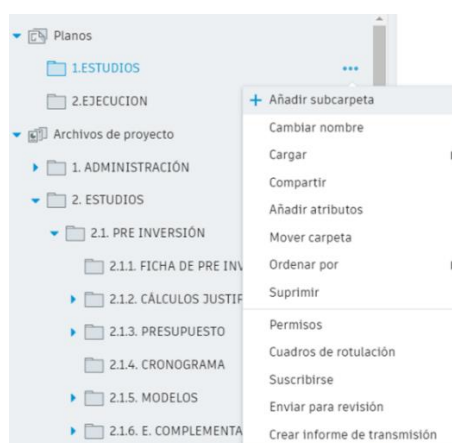 Planos
1.ESTUDIOS
2.EJECUCION
Añadir subcarpeta
Cambiar nombre
Archivos de proyecto
Cargar
1. ADMINISTRACIÓN
Compartir
2. ESTUDIOS
Añadir atributos
2.1. PRE INVERSIÓN
Mover carpeta
2.1.1. FICHA DE PRE INV
Ordenar por
2.1.2. CÁLCULOS JUSTIF
Suprimir
2.1.3. PRESUPUESTO
Permisos
2.1.4. CRONOGRAMA
Cuadros de rotulación
Suscribirse
2.1.5. MODELOS
Enviar para revisión
2.1.6. E. COMPLEMENTA
Crear informe de transmisión